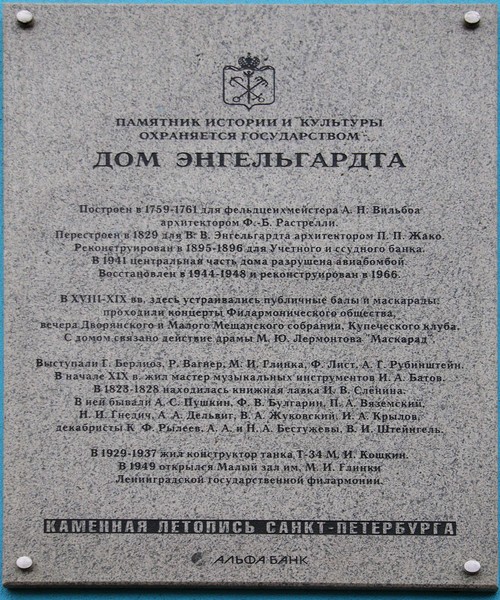 ПАМЯТНИК ИСТОРИИ И КУЛЬТУРЫ
ОХРАНЯЕТСЯ ГОСУДАРСТВОМ
ДОМ ЭНГЕЛЬГАРДТА
Построен в 1759-1761 для фельдцейхмейстера А. Н. Вильбоа
архитектором Ф.-Б. Растрелли.
Перестроен в 1829 для В. В. Энгельгардта архитектором П. П. Жако.
Реконструирован в 1895-1896 для Учетного и ссудного банка.
В 1941 центральная часть дома разрушена авиабомбой.
Восстановлен в 1944-1948 и реконструирован в 1966.
В XVIII-XIX вв. здесь устраивались публичные балы и маскарады;
проходили концерты Филармонического общества,
вечера Дворянского и Малого Мещанского собраний, Купеческого клуба.
С домом связано действие драмы М. Ю. Лермонтова "Маскарад"
Выступали Г. Берлиоз, Р. Вагнер, М. И. Глинка, Ф. Лист, А. Г. Рубинштейн.
В начале XIX в. жил мастер музыкальных инструментов И. А. Батов.
В 1823-1828 находилась книжная лавка И. В. Слёнина.
В ней бывали А. С. Пушкин, Ф. В. Булгарин, П. А. Вяземский,
Н. И. Гнедич, А. А. Дельвиг, В. А. Жуковский, И. А. Крылов,
декабристы К. Ф. Рылеев, А. А. и Н. А. Бестужевы, В. И. Штейнгель.
В 1929-1937 жил конструктор танка Т-34 М. И. Кошкин.
В 1949 открылся Малый зал им. М. И. Глинки
Ленинградской государственной филармонии.
КАМЕННАЯ ЛЕТОПИСЬ САНКТ-ПЕТЕРБУРГА
АЛЬФА БАНК